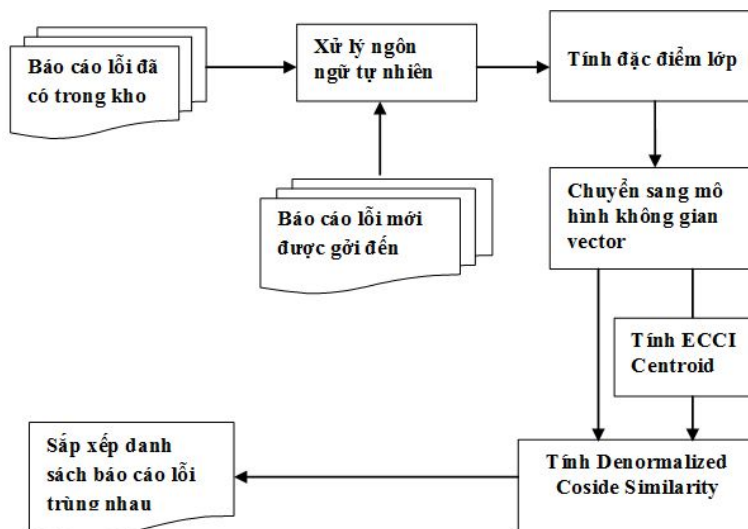 Báo cáo lỗi đã
có trong kho
Xử lý ngôn
ngữ tự nhiên
Tính đặc điểm lớp
Báo cáo lỗi mới
được gởi đến
Chuyển sang mô
hình không gian
vector
Tính ECCI
Centroid
Sắp xếp danh
sách báo cáo lỗi
trùng nhau
Tính Denormalized
Coside Similarity